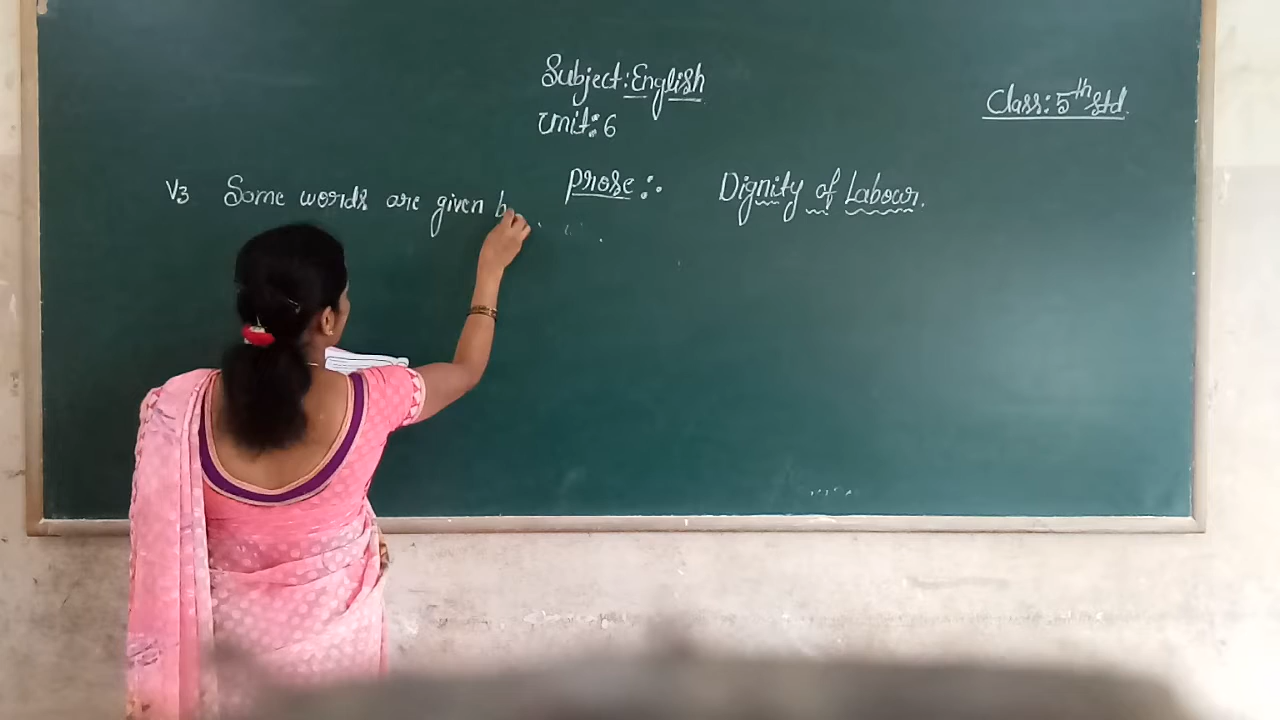 Subject: English
Unit: 6
Class: 5th std.
Prose :. Dignity of Labour.
V3 Some words are given b